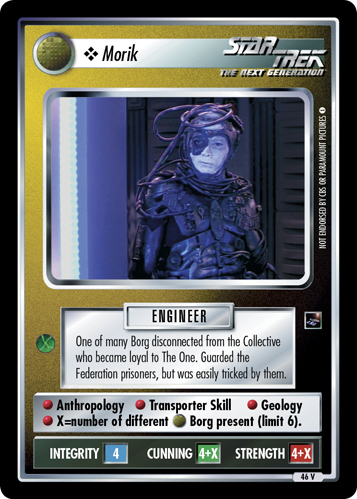 ❖ Morik
STAR TREK
THE NEXT GENERATION
NOT ENDORSED BY CBS OR PARAMOUNT PICTURES
ENGINEER
One of many Borg disconnected from the Collective
who became loyal to The One. Guarded the
Federation prisoners, but was easily tricked by them.
• Anthropology • Transporter Skill • Geology
• X=number of different Borg present (limit 6).
INTEGRITY 4 CUNNING 4+X STRENGTH 4+X
46 V